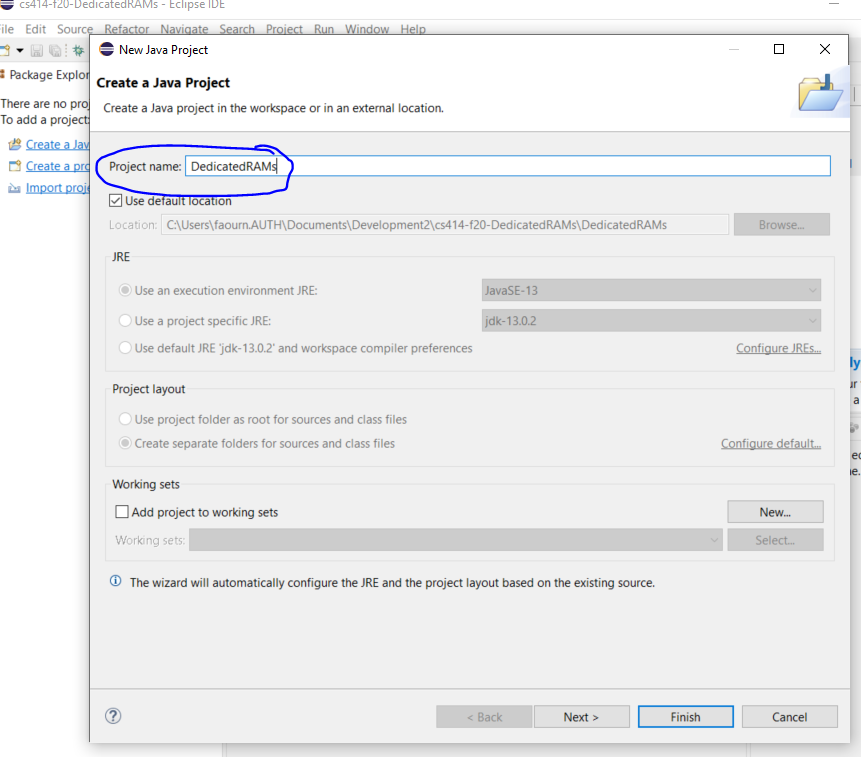 cs414-f20-DedicatedRAMs - Eclipse IDE
File Edit Source Refactor Navigate Search Project Run Window Help
New Java Project
Package Explor
Create a Java Project
Create a Java project in the workspace or in an external location.
There are no proj
To add a project:
Create a Jav
Create a pro
Import proje
Project name: DedicatedRAMs
Use default location
Location: C:\Users\faourn.AUTH\Documents\Development2\cs414-f20-DedicatedRAMs\DedicatedRAMs Browse...
JRE
Use an execution environment JRE: JavaSE-13
Use a project specific JRE: jdk-13.0.2
Use default JRE 'jdk-13.0.2' and workspace compiler preferences Configure JREs...
Project layout
Use project folder as root for sources and class files
Create separate folders for sources and class files Configure default...
Working sets
Add project to working sets New...
Working sets: Select...
The wizard will automatically configure the JRE and the project layout based on the existing source.
? < Back Next > Finish Cancel